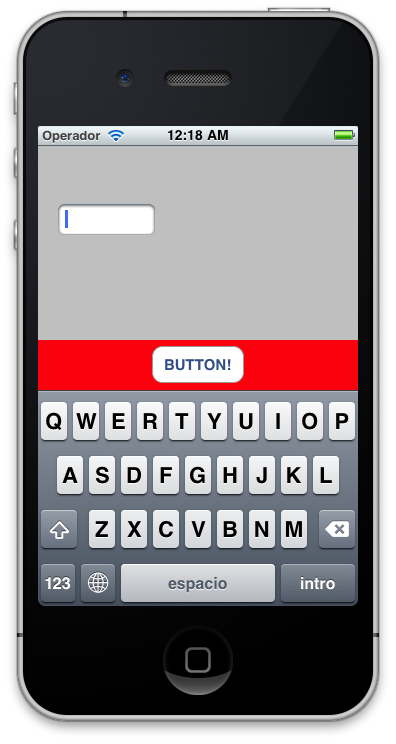 Operador 12:18 AM
BUTTON!
Q W E R T Y U I O P
A S D F G H J K L
Z X C V B N M
123 espacio intro